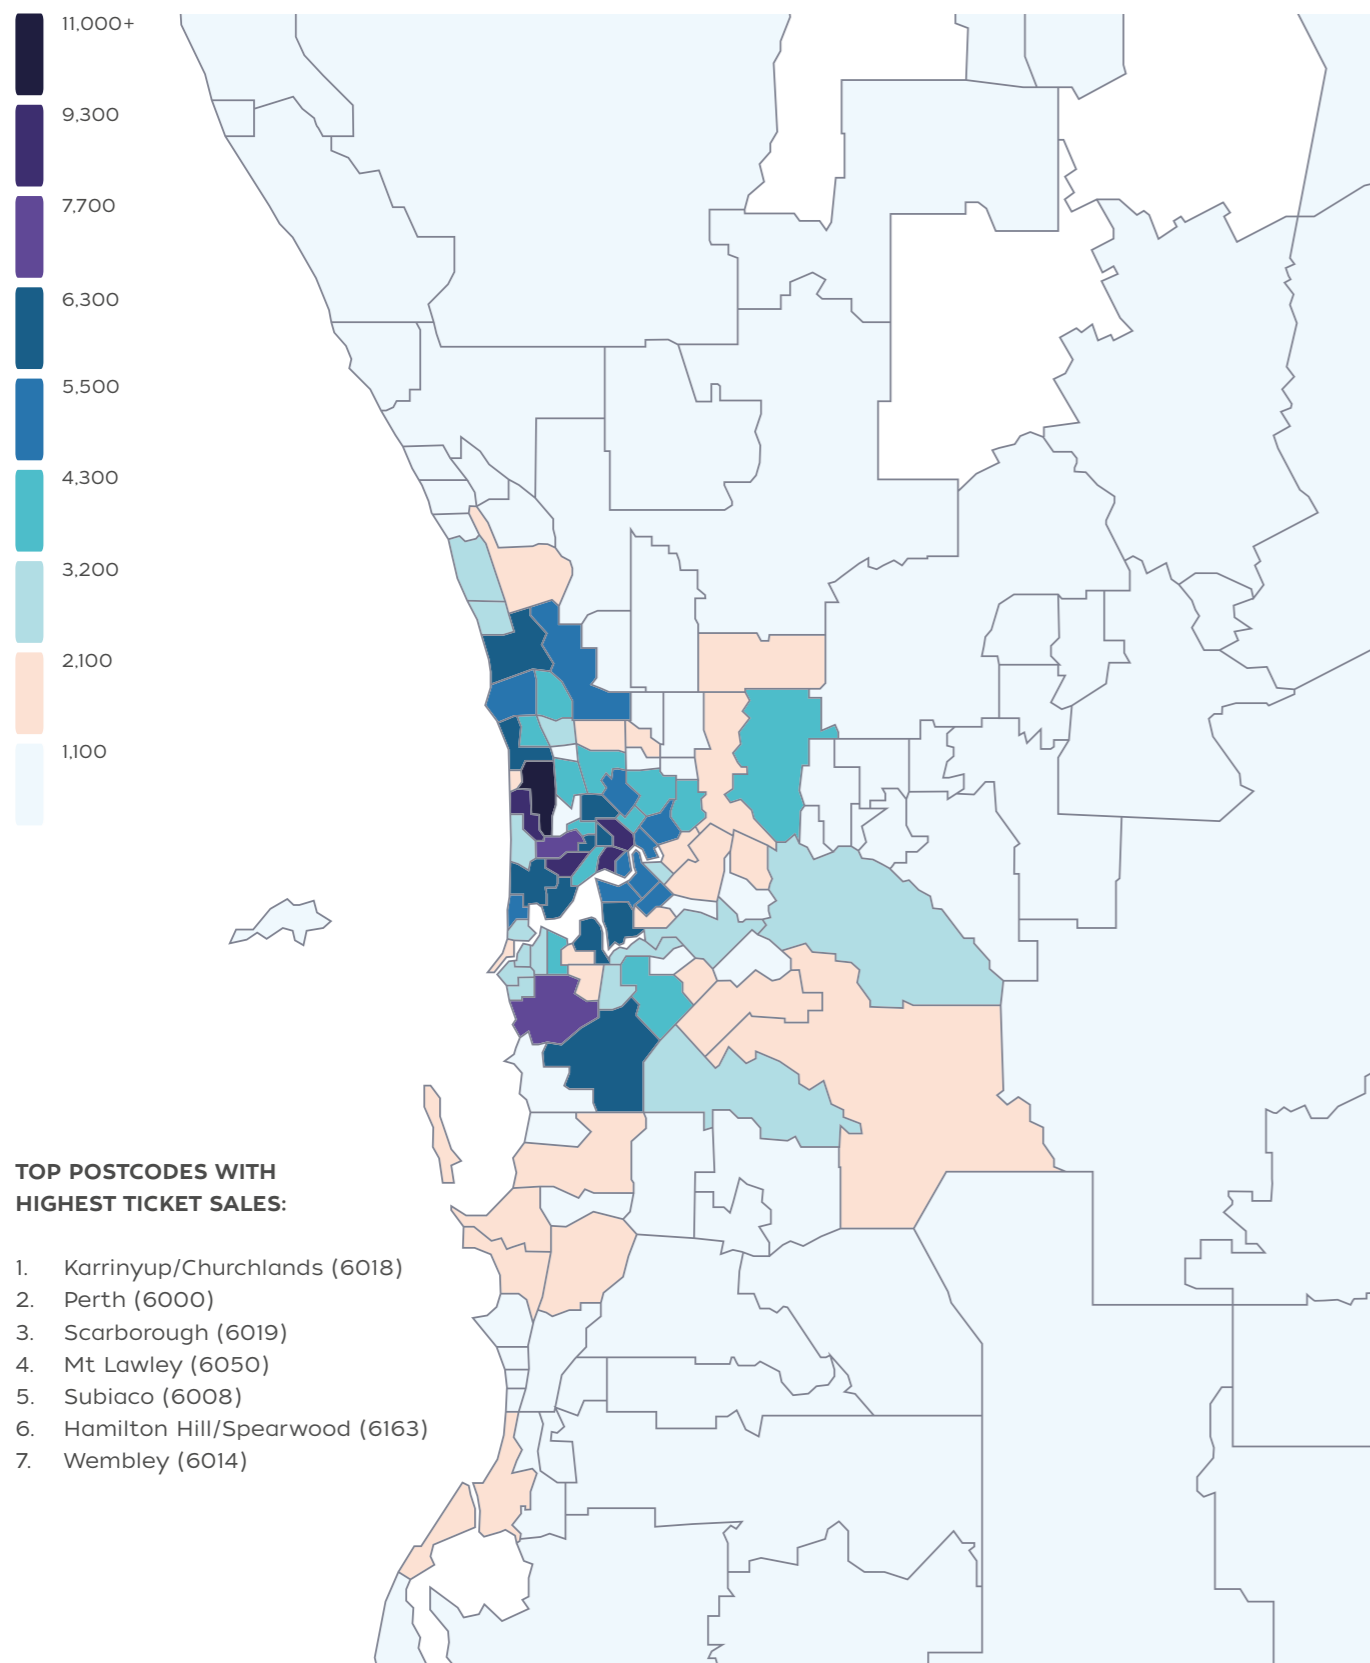 11,000+
9,300
7,700
6,300
5,500
4,300
3,200
2,100
1,100
TOP POSTCODES WITH
HIGHEST TICKET SALES:
1. Karrinyup/Churchlands (6018)
2. Perth (6000)
3. Scarborough (6019)
4. Mt Lawley (6050)
5. Subiaco (6008)
6. Hamilton Hill/Spearwood (6163)
7. Wembley (6014)